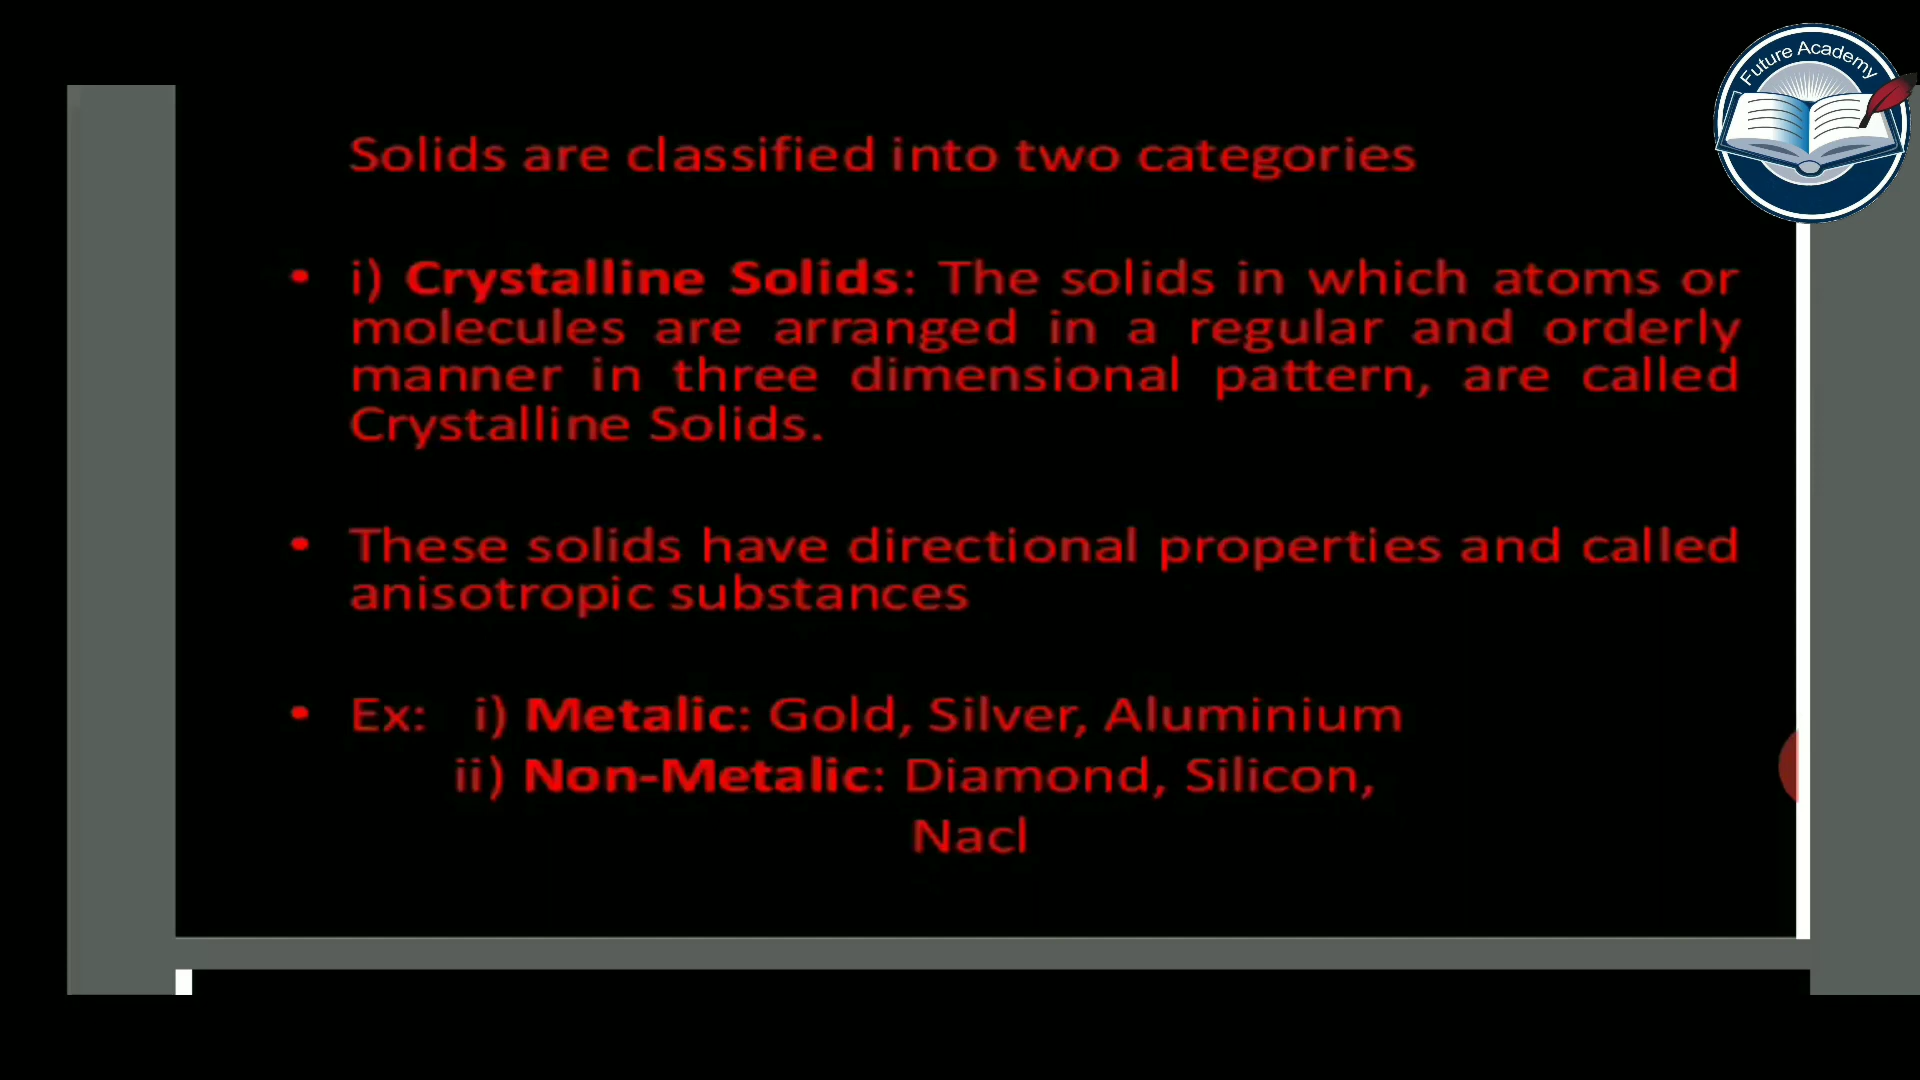 Future Academy
Solids are classified into two categories
• i) Crystalline Solids: The solids in which atoms or
molecules are arranged in a regular and orderly
manner in three dimensional pattern, are called
Crystalline Solids.
• These solids have directional properties and called
anisotropic substances
• Ex: i) Metalic: Gold, Silver, Aluminium
ii) Non-Metalic: Diamond, Silicon,
Nacl